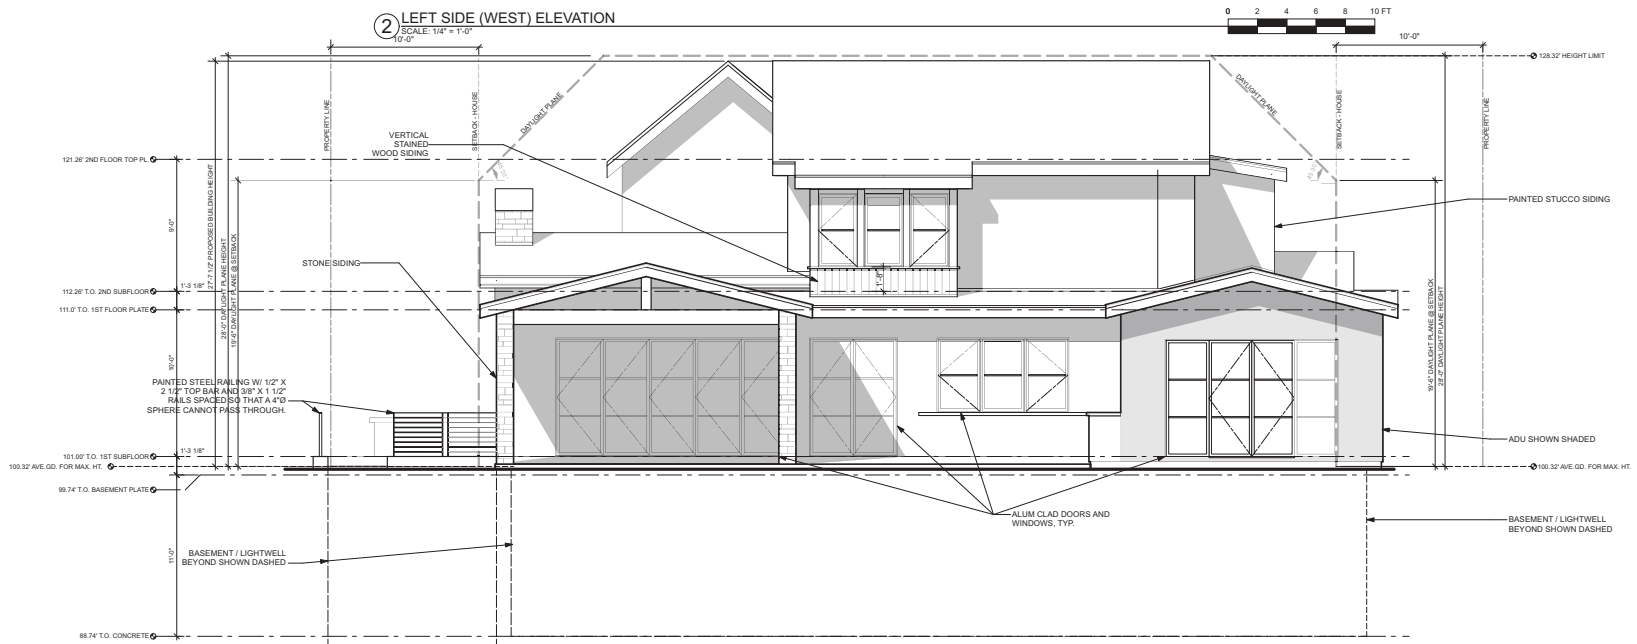 2
LEFT SIDE (WEST) ELEVATION
SCALE: 1/4" = 1'-0"
0 2 4 6 8 10 FT
10'-0"
10'-0"
128.32' HEIGHT LIMIT
PROPERTY LINE
SETBACK - HOUSE
DAYLIGHT PLANE
DAYLIGHT PLANE
SETBACK - HOUSE
PROPERTY LINE
VERTICAL
STAINED
WOOD SIDING
121.26' 2ND FLOOR TOP PL.
27'-7 1/2" PROPOSED BUILDING HEIGHT
28'-0" DAYLIGHT PLANE HEIGHT
19'-6" DAYLIGHT PLANE @ SETBACK
9'-0"
PAINTED STUCCO SIDING
STONE SIDING
1'-8"
112.26' T.O. 2ND SUBFLOOR
1'-3 1/8"
111.0' T.O. 1ST FLOOR PLATE
10'-0"
19'-6" DAYLIGHT PLANE @ SETBACK
28'-0" DAYLIGHT PLANE HEIGHT
PAINTED STEEL RAILING W/ 1/2" X
2 1/2" TOP BAR AND 3/8" X 1 1/2"
RAILS SPACED SO THAT A 4"Ø
SPHERE CANNOT PASS THROUGH.
ADU SHOWN SHADED
101.00' T.O. 1ST SUBFLOOR
1'-3 1/8"
100.32' AVE.GD. FOR MAX. HT.
100.32' AVE.GD. FOR MAX. HT.
99.74' T.O. BASEMENT PLATE
ALUM CLAD DOORS AND
WINDOWS, TYP.
BASEMENT / LIGHTWELL
BEYOND SHOWN DASHED
11'-0"
BASEMENT / LIGHTWELL
BEYOND SHOWN DASHED
88.74' T.O. CONCRETE